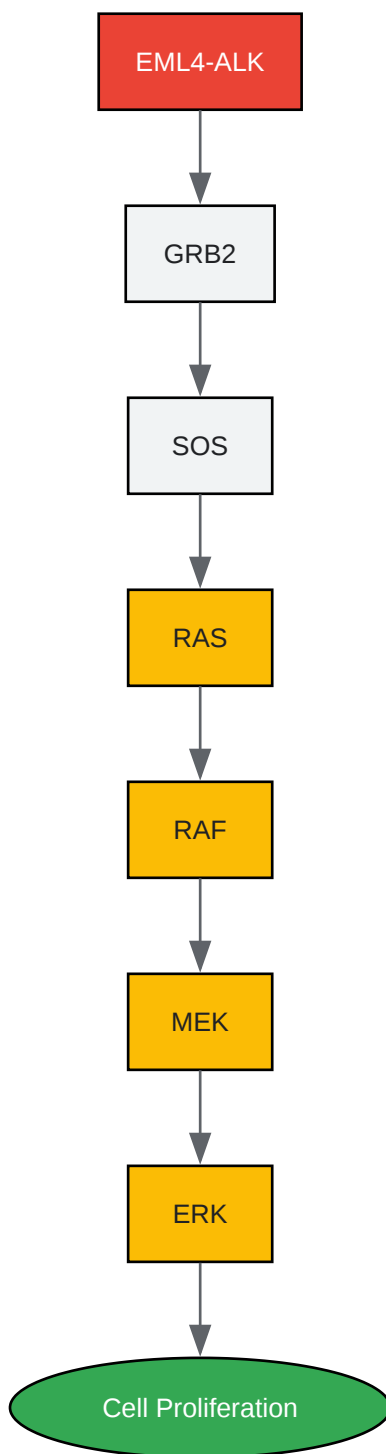 EML4-ALK
GRB2
SOS
RAS
RAF
MEK
ERK
Cell Proliferation